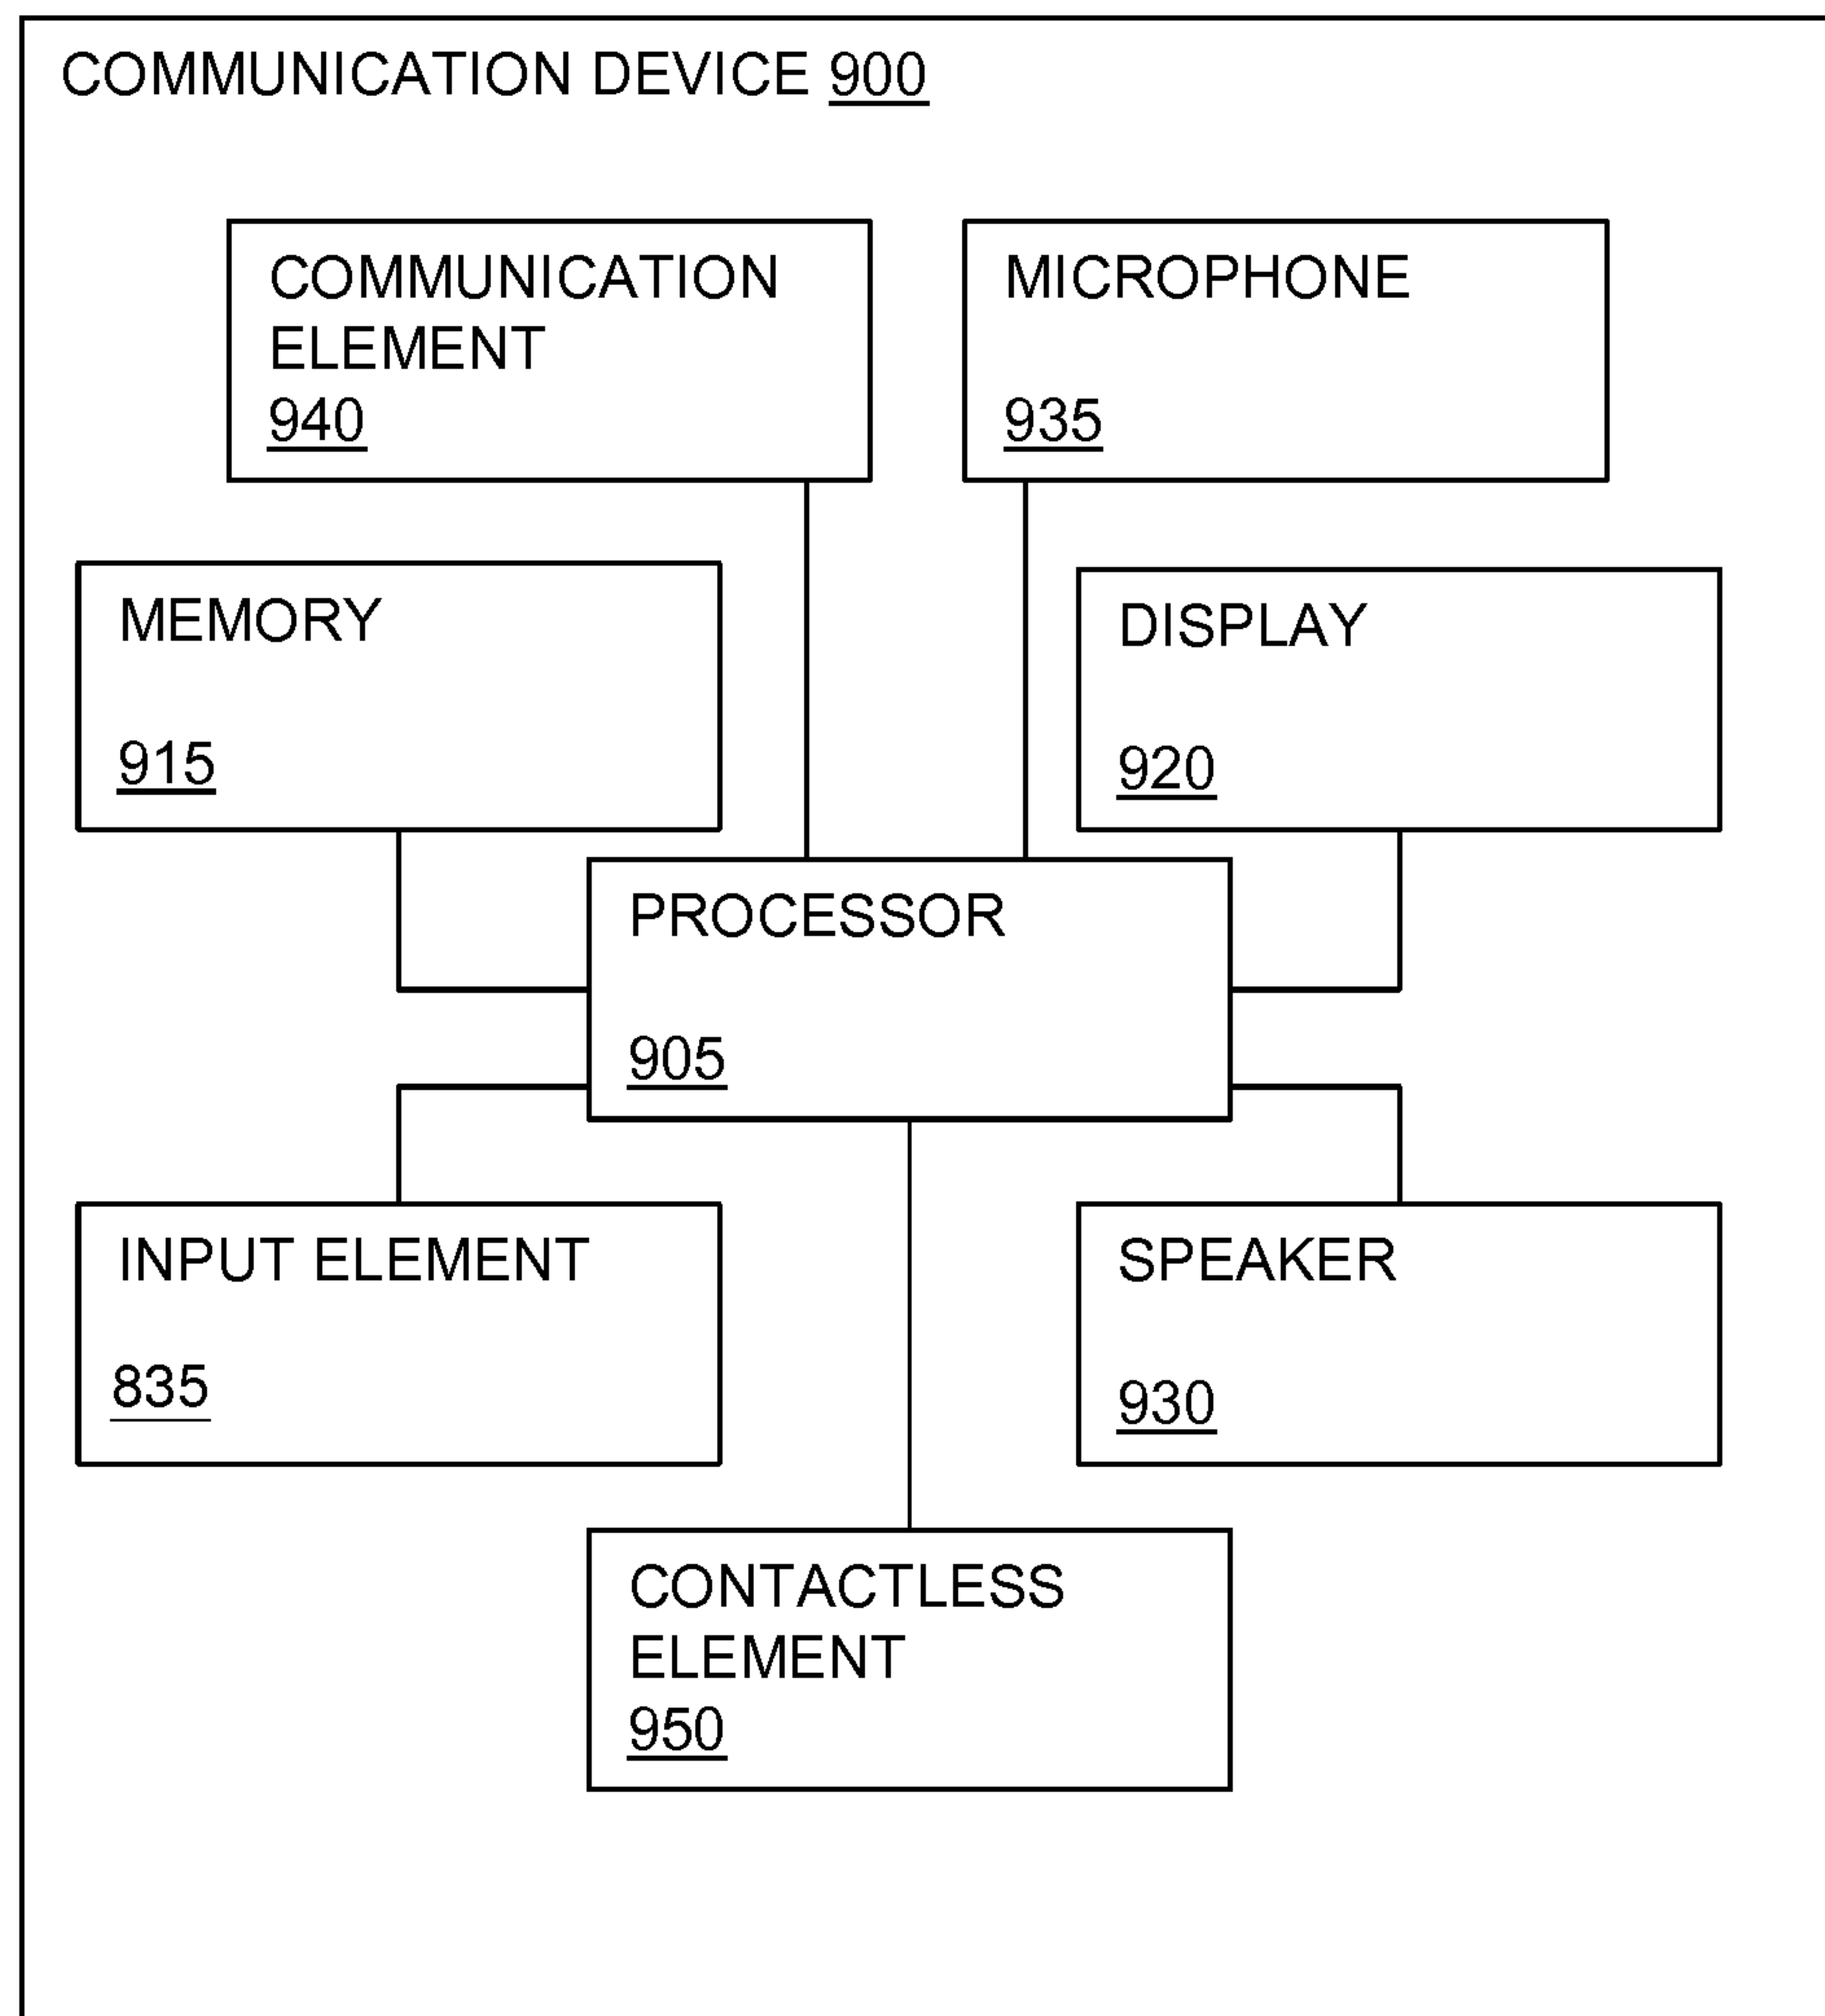 COMMUNICATION DEVICE 900
COMMUNICATION
ELEMENT
940
MICROPHONE
935
MEMORY
915
DISPLAY
920
PROCESSOR
905
INPUT ELEMENT
835
SPEAKER
930
CONTACTLESS
ELEMENT
950